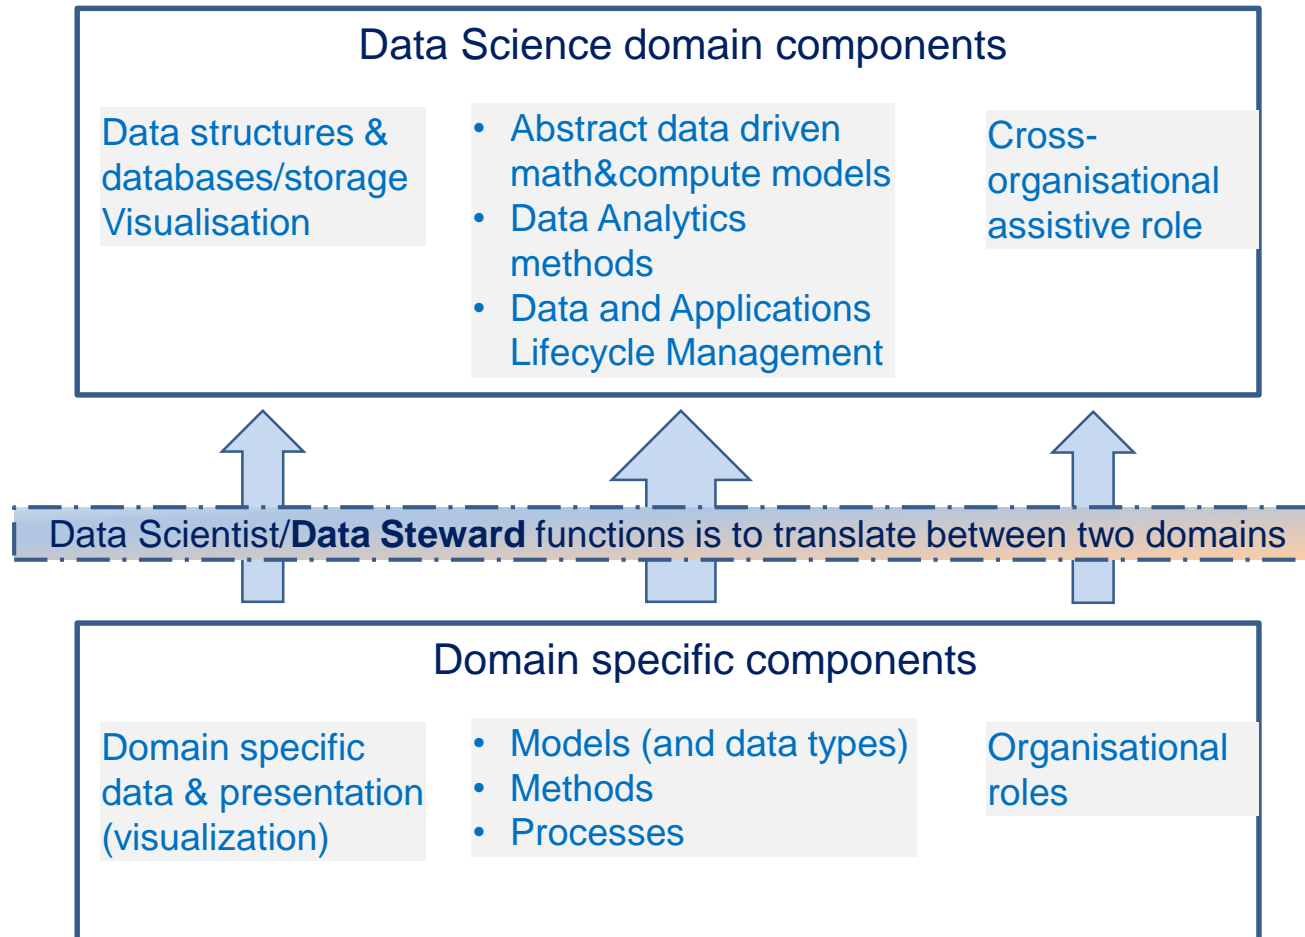 Data Science domain components
Data structures &
databases/storage
Visualisation
• Abstract data driven
math&compute models
• Data Analytics
methods
• Data and Applications
Lifecycle Management
Cross-
organisational
assistive role
Data Scientist/Data Steward functions is to translate between two domains
Domain specific components
Domain specific
data & presentation
(visualization)
• Models (and data types)
• Methods
• Processes
Organisational
roles